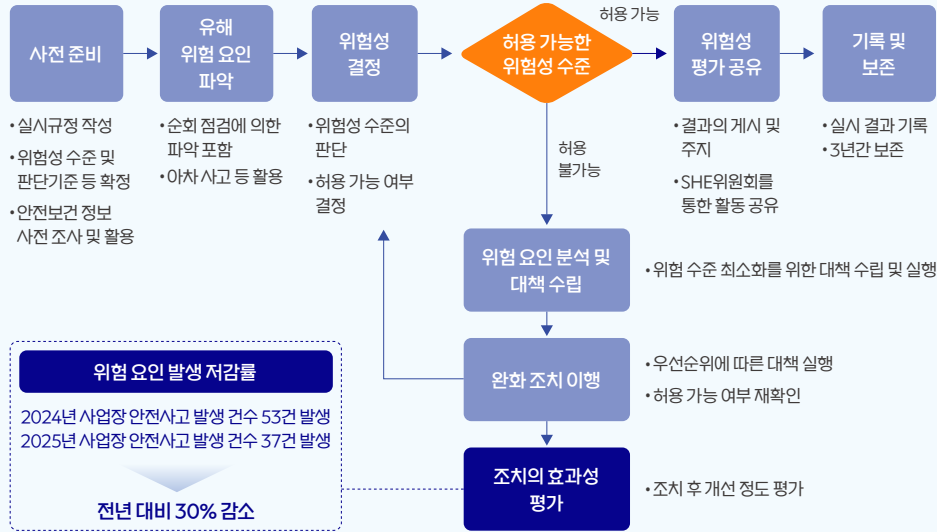 사전 준비
• 실시규정 작성
• 위험성 수준 및
판단기준 등 확정
• 안전보건 정보
사전 조사 및 활용
유해
위험 요인
파악
• 순회 점검에 의한
파악 포함
• 아차 사고 등 활용
위험성
결정
• 위험성 수준의
판단
• 허용 가능 여부
결정
허용 가능한
위험성 수준
허용 가능
위험성
평가 공유
• 결과의 게시 및
주지
• SHE위원회를
통한 활동 공유
기록 및
보존
• 실시 결과 기록
• 3년간 보존
허용
불가능
위험 요인 분석 및
대책 수립
• 위험 수준 최소화를 위한 대책 수립 및 실행
완화 조치 이행
• 우선순위에 따른 대책 실행
• 허용 가능 여부 재확인
조치의 효과성
평가
• 조치 후 개선 정도 평가
위험 요인 발생 저감률
2024년 사업장 안전사고 발생 건수 53건 발생
2025년 사업장 안전사고 발생 건수 37건 발생
전년 대비 30% 감소